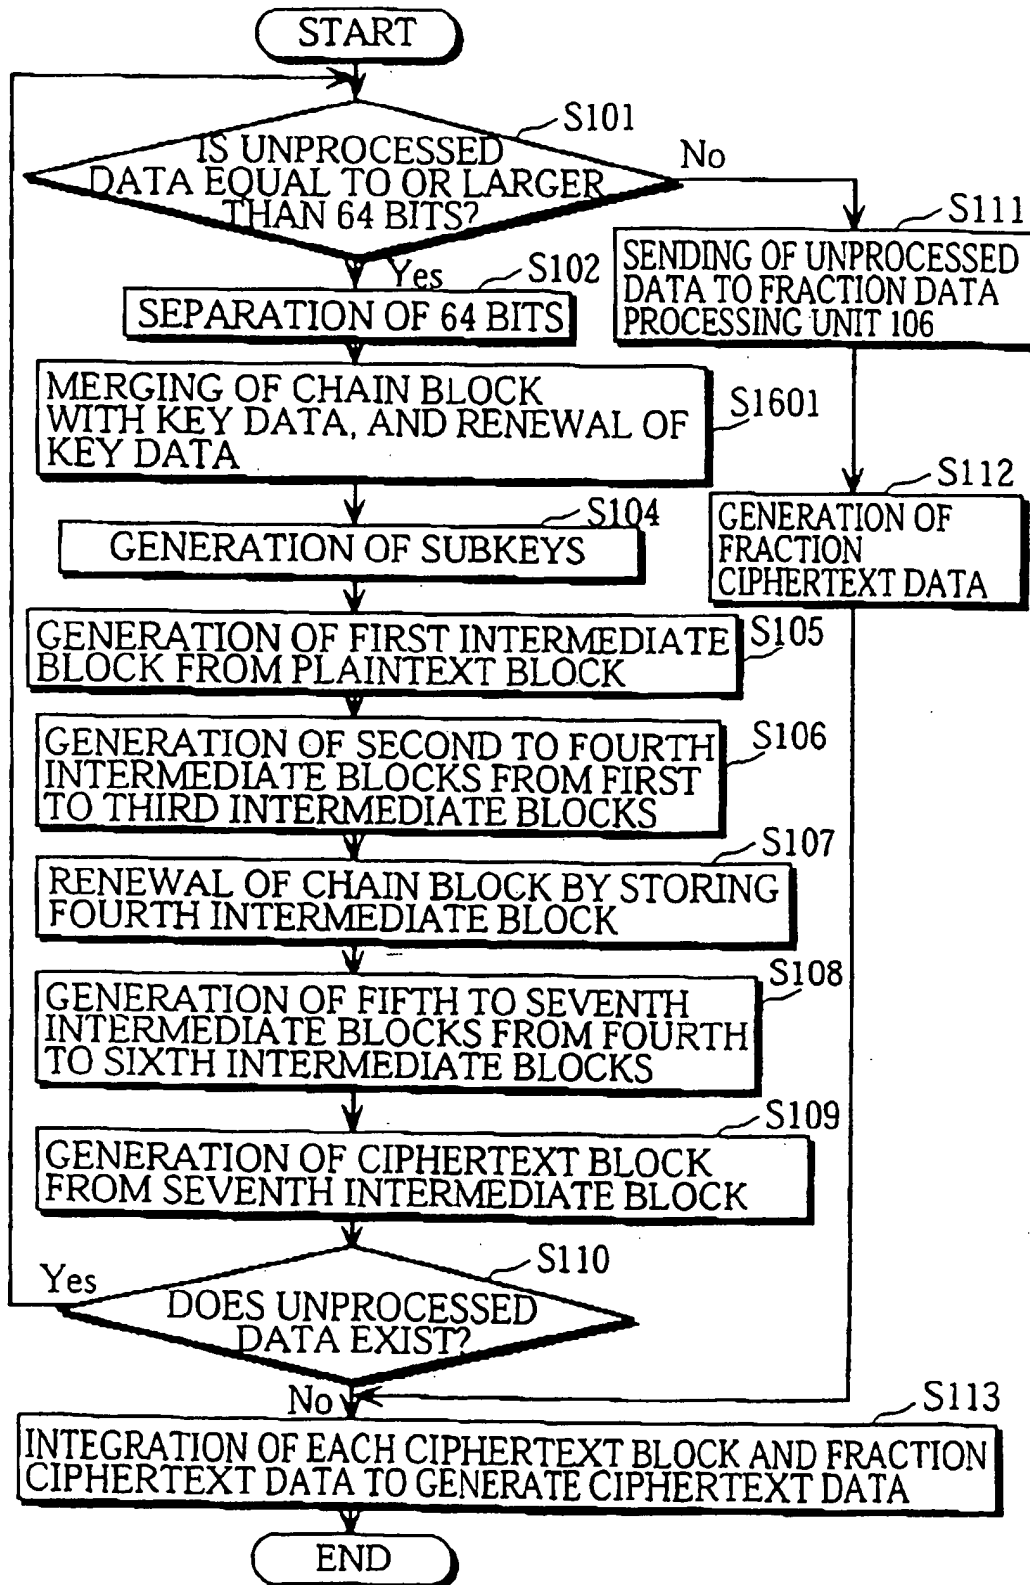 START
S101
IS UNPROCESSED
DATA EQUAL TO OR LARGER
THAN 64 BITS?
No
Yes
S111
SENDING OF UNPROCESSED
DATA TO FRACTION DATA
PROCESSING UNIT 106
S102
SEPARATION OF 64 BITS
MERGING OF CHAIN BLOCK
WITH KEY DATA, AND RENEWAL OF
KEY DATA
S1601
S112
GENERATION OF
FRACTION
CIPHERTEXT DATA
S104
GENERATION OF SUBKEYS
GENERATION OF FIRST INTERMEDIATE
BLOCK FROM PLAINTEXT BLOCK
S105
GENERATION OF SECOND TO FOURTH
INTERMEDIATE BLOCKS FROM FIRST
TO THIRD INTERMEDIATE BLOCKS
S106
S107
RENEWAL OF CHAIN BLOCK BY STORING
FOURTH INTERMEDIATE BLOCK
S108
GENERATION OF FIFTH TO SEVENTH
INTERMEDIATE BLOCKS FROM FOURTH
TO SIXTH INTERMEDIATE BLOCKS
S109
GENERATION OF CIPHERTEXT BLOCK
FROM SEVENTH INTERMEDIATE BLOCK
S110
Yes
DOES UNPROCESSED
DATA EXIST?
No
S113
INTEGRATION OF EACH CIPHERTEXT BLOCK AND FRACTION
CIPHERTEXT DATA TO GENERATE CIPHERTEXT DATA
END